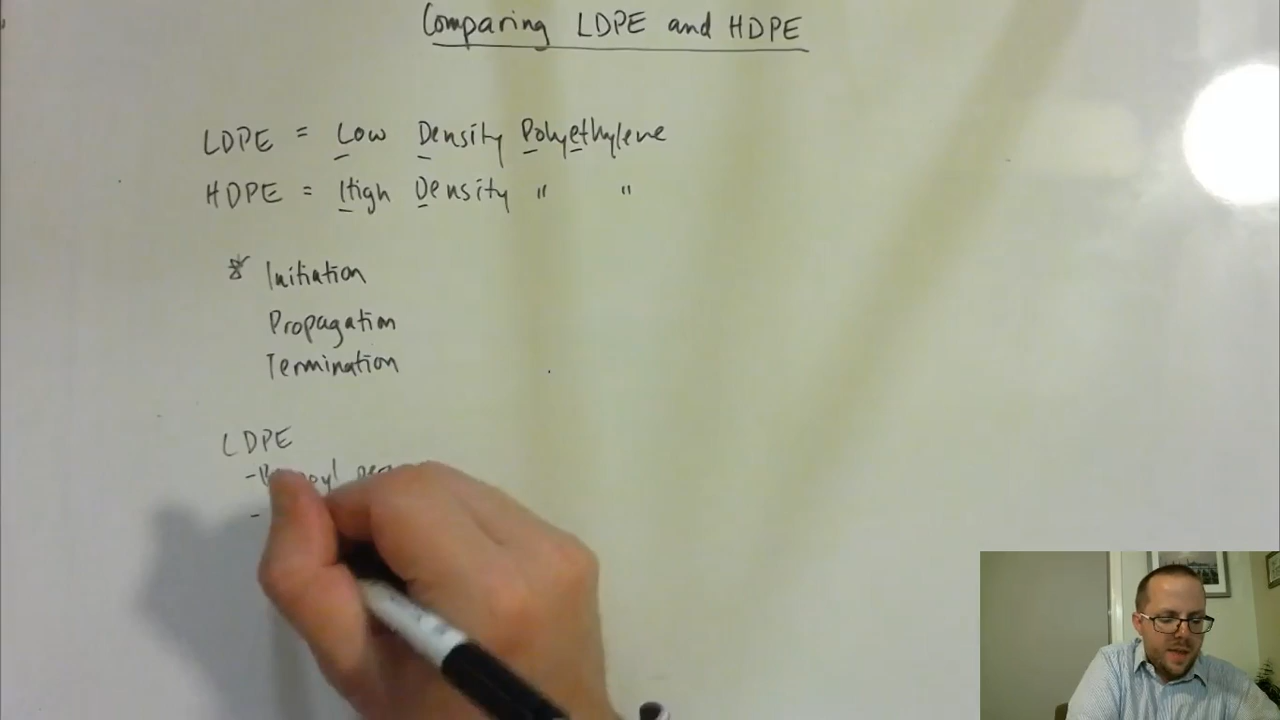 Comparing LDPE and HDPE
LDPE = Low Density Polyethylene
HDPE = High Density " "
* Initiation
Propagation
Termination
LDPE
-
-